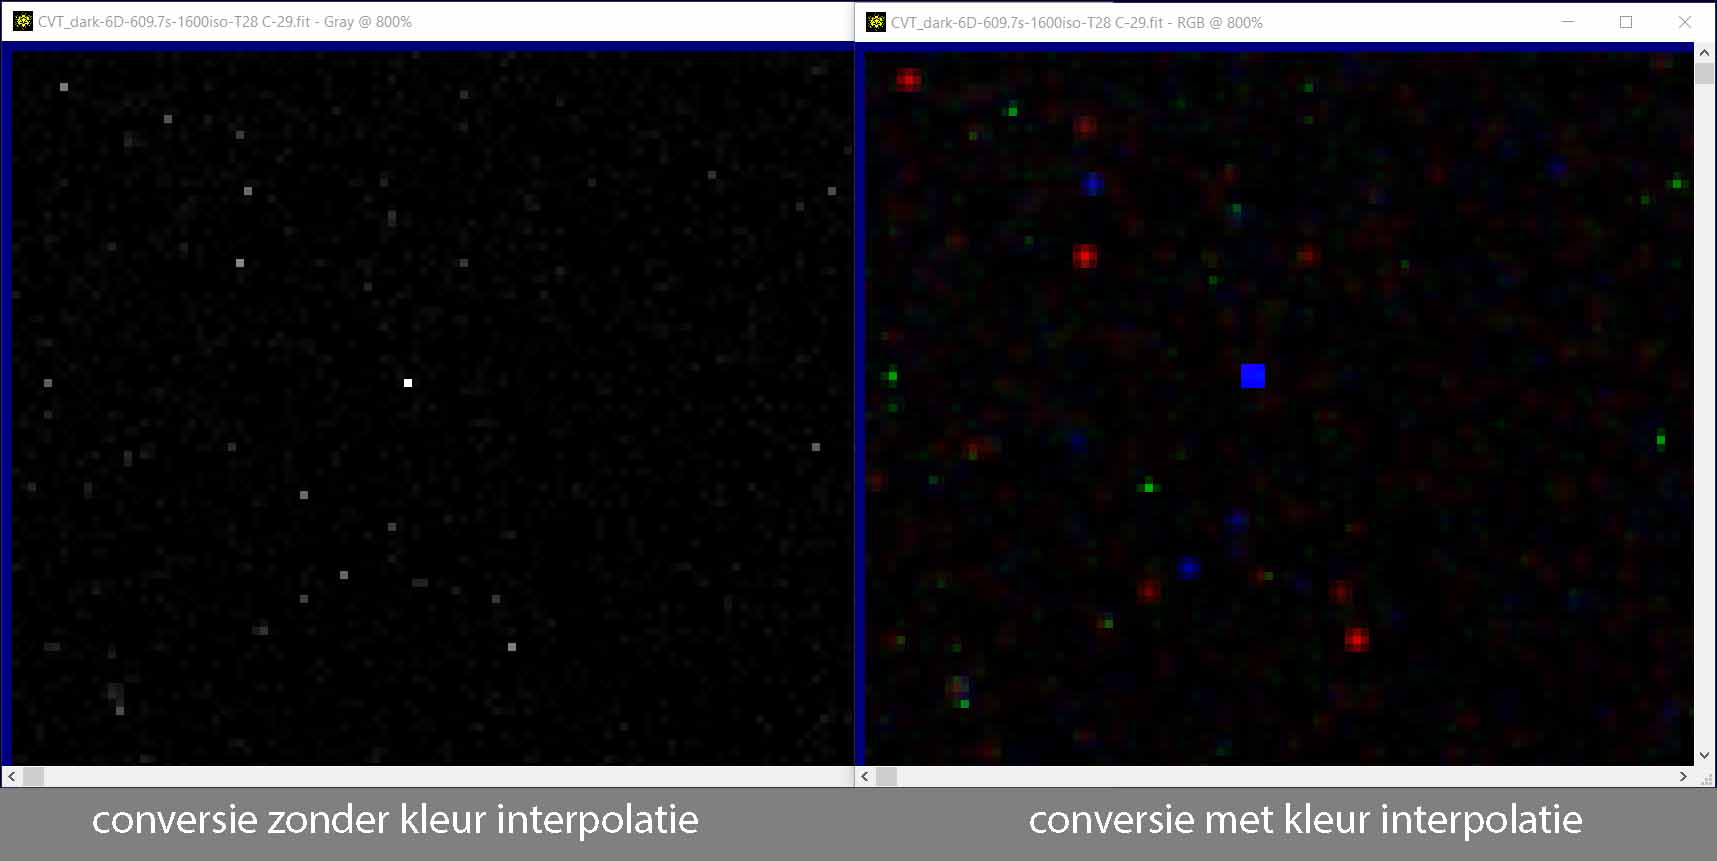 CVT_dark-6D-609.7s-1600iso-T28 C-29.fit - Gray @ 800%
CVT_dark-6D-609.7s-1600iso-T28 C-29.fit - RGB @ 800%
conversie zonder kleur interpolatie
conversie met kleur interpolatie